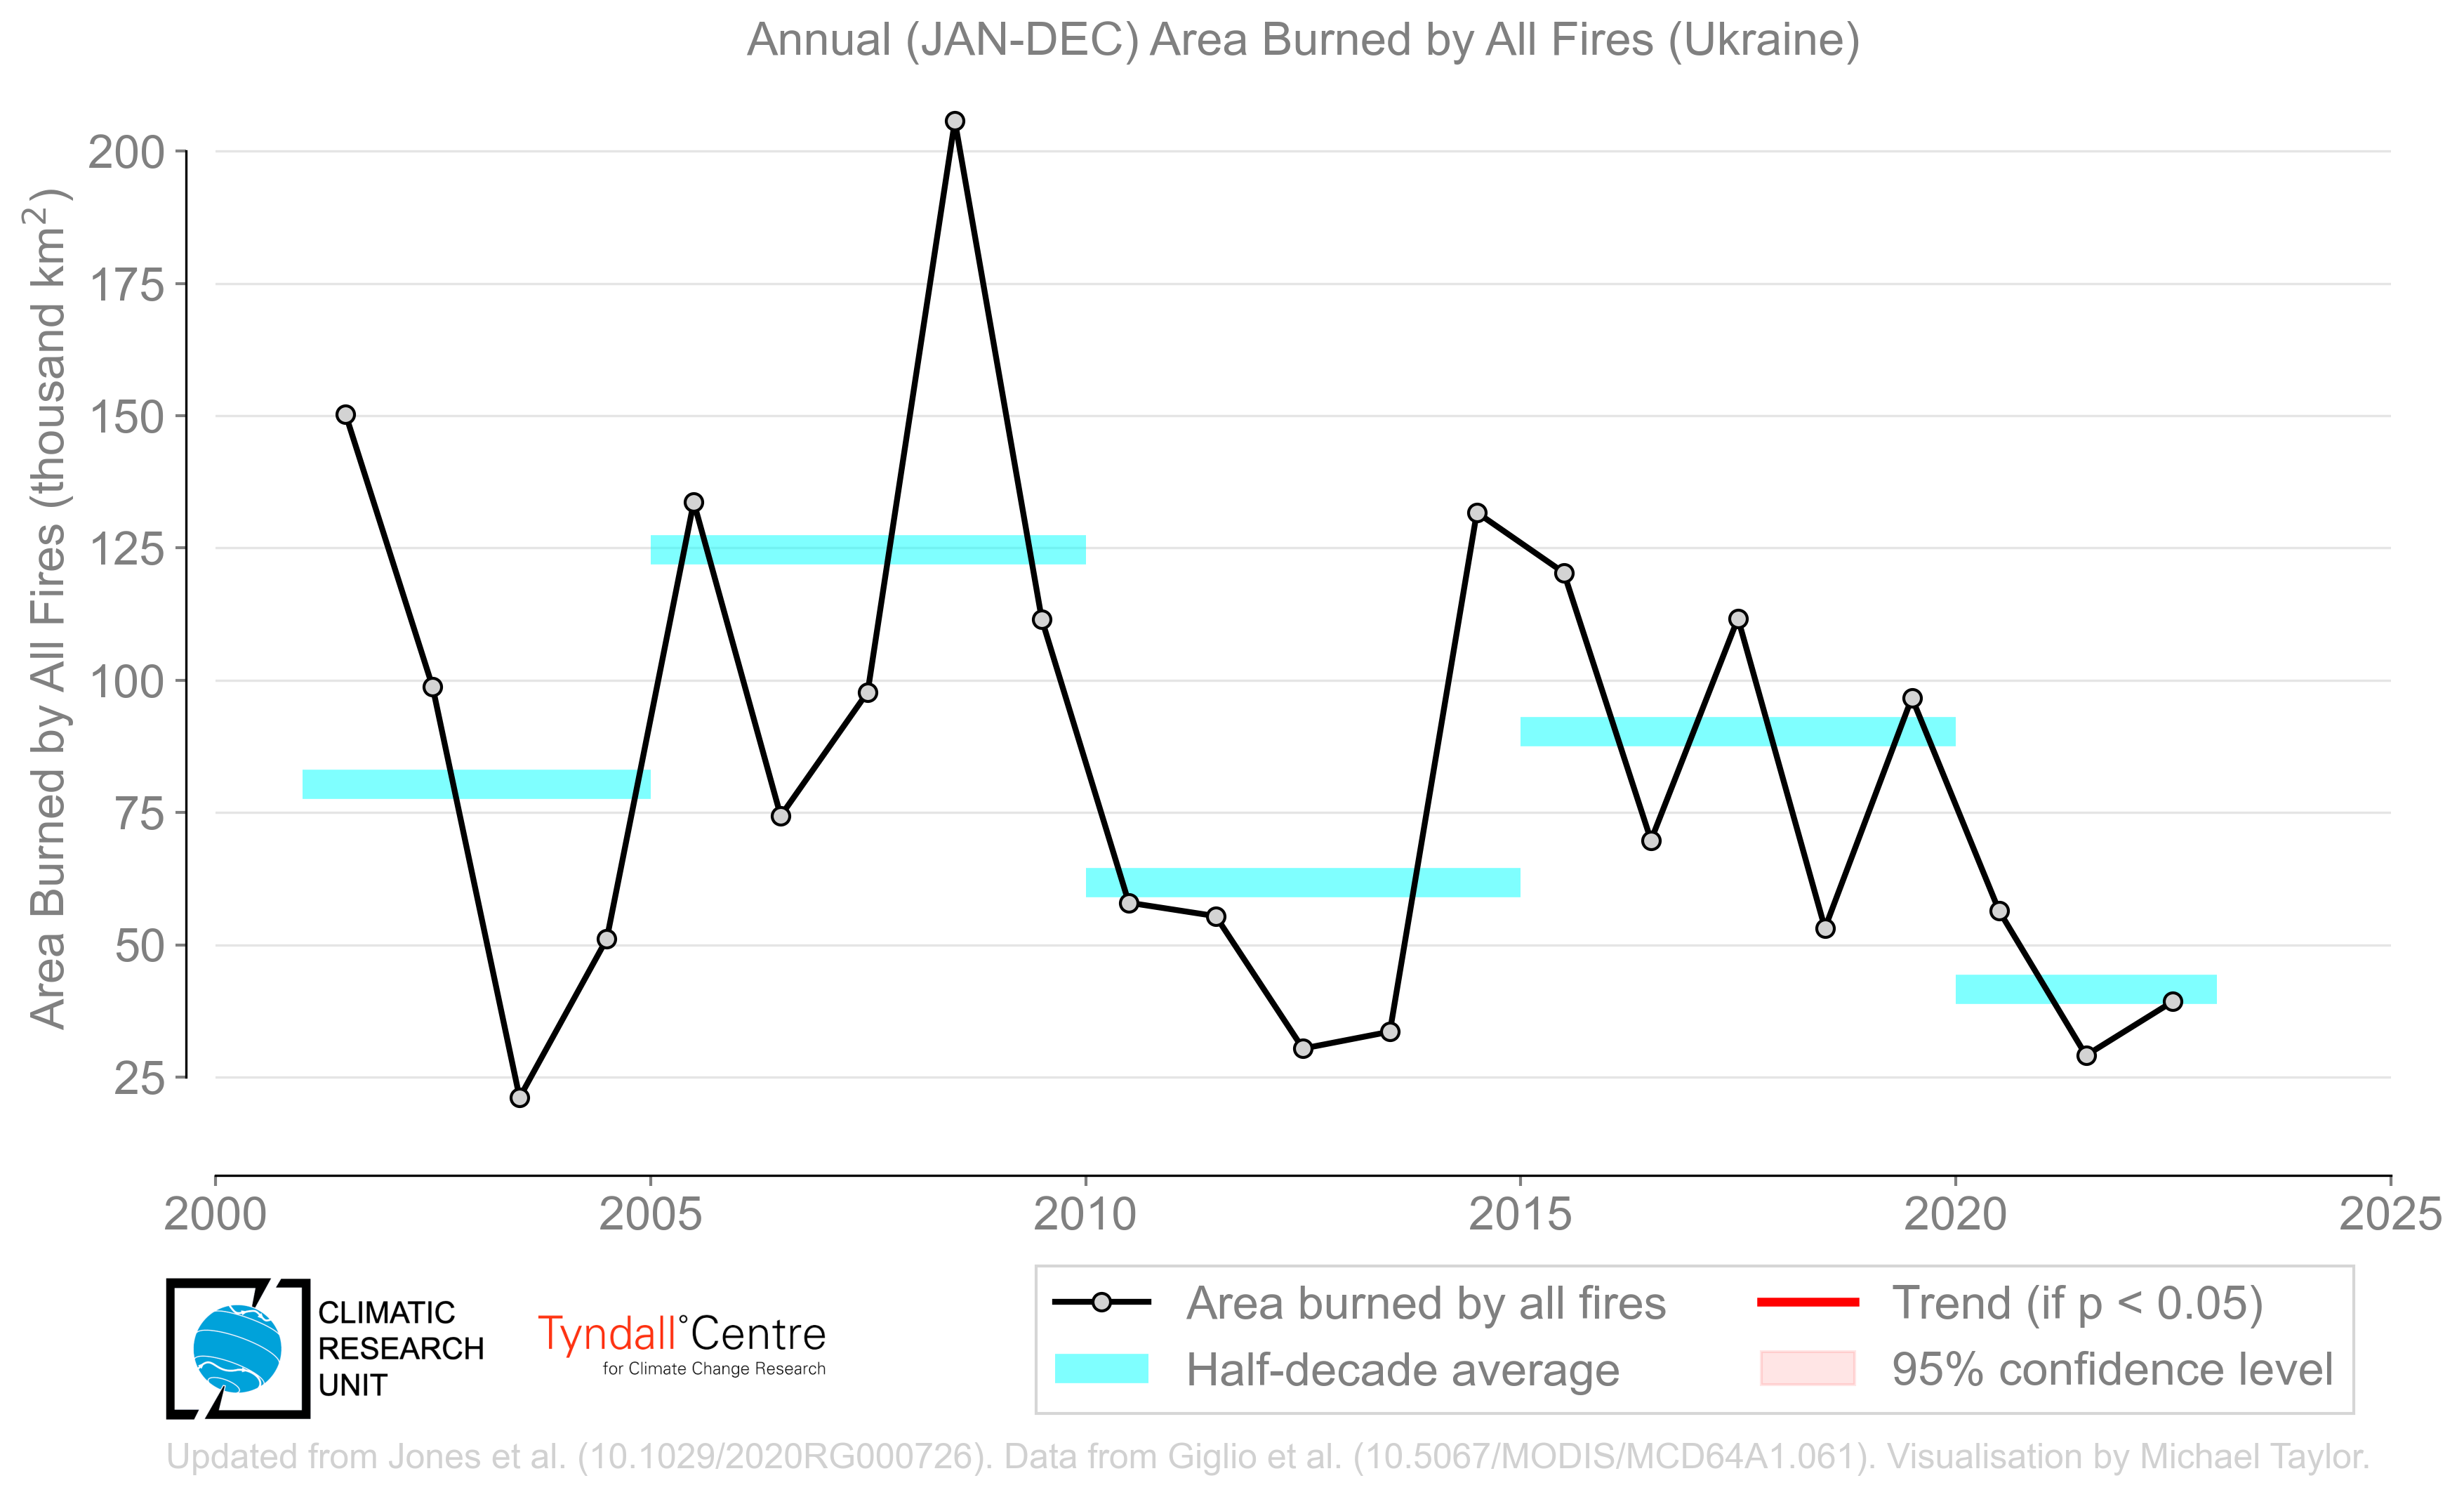 Annual (JAN-DEC) Area Burned by All Fires (Ukraine)
Area Burned by All Fires (thousand km²)
200
175
150
125
100
75
50
25
2000 2005 2010 2015 2020 2025
CLIMATIC
RESEARCH
UNIT
Tyndall°Centre
for Climate Change Research
Area burned by all fires
Half-decade average
Trend (if p < 0.05)
95% confidence level
Updated from Jones et al. (10.1029/2020RG000726). Data from Giglio et al. (10.5067/MODIS/MCD64A1.061). Visualisation by Michael Taylor.